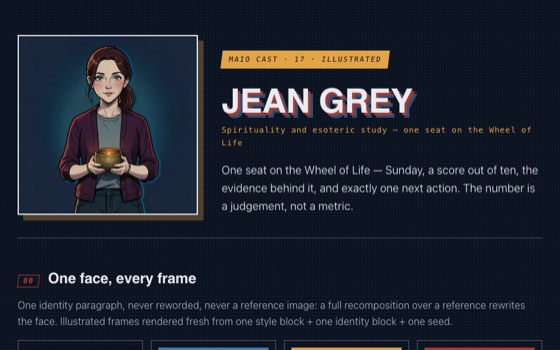 MAIO CAST · 17 · ILLUSTRATED
JEAN GREY
Spirituality and esoteric study — one seat on the Wheel of
Life
One seat on the Wheel of Life — Sunday, a score out of ten, the
evidence behind it, and exactly one next action. The number is
a judgement, not a metric.
00 One face, every frame
One identity paragraph, never reworded, never a reference image: a full recomposition over a reference rewrites
the face. Illustrated frames rendered fresh from one style block + one identity block + one seed.